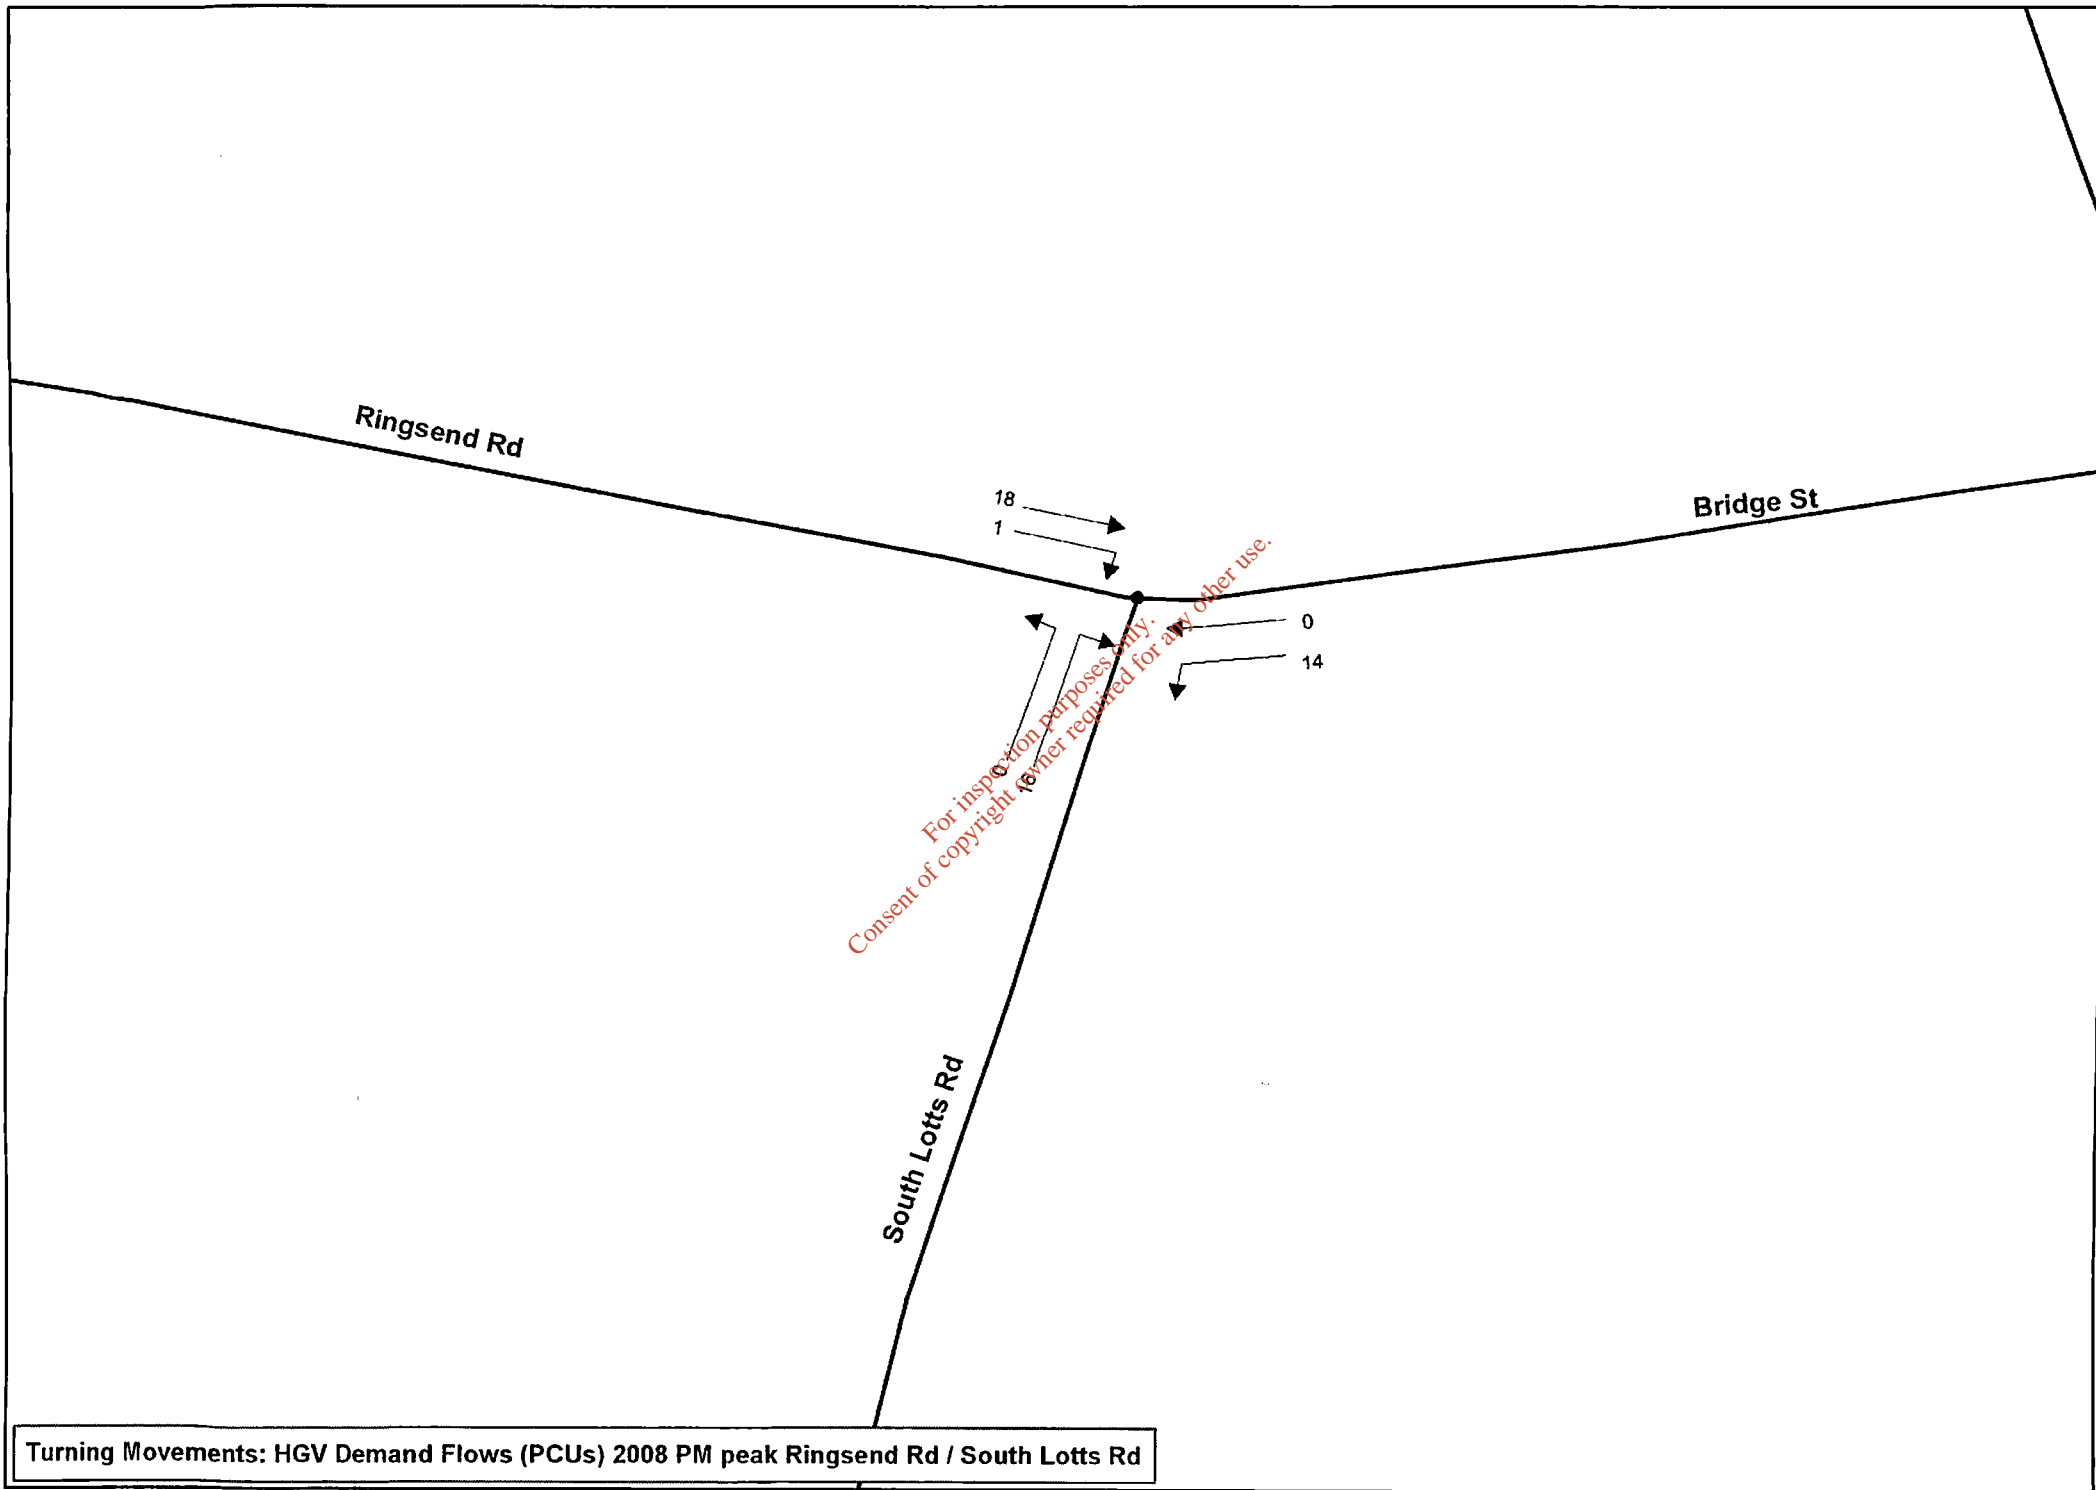 Ringsend Rd
Bridge St
18
1
0
14
0
16
For inspection purposes only.
Consent of copyright owner required for any other use.
South Lotts Rd
Turning Movements: HGV Demand Flows (PCUs) 2008 PM peak Ringsend Rd / South Lotts Rd